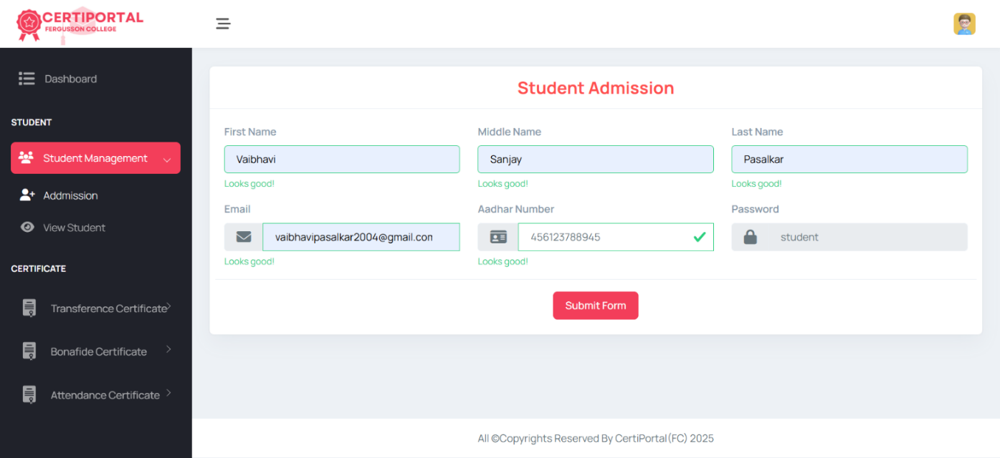 CERTIPORTAL
FERGUSSON COLLEGE
Dashboard
STUDENT
Student Management
Addmission
View Student
CERTIFICATE
Transference Certificate
Bonafide Certificate
Attendance Certificate
Student Admission
First Name Middle Name Last Name
Vaibhavi Sanjay Pasalkar
Looks good! Looks good! Looks good!
Email Aadhar Number Password
vaibhavipasalkar2004@gmail.com 456123788945 student
Looks good! Looks good!
Submit Form
All ©Copyrights Reserved By CertiPortal(FC) 2025